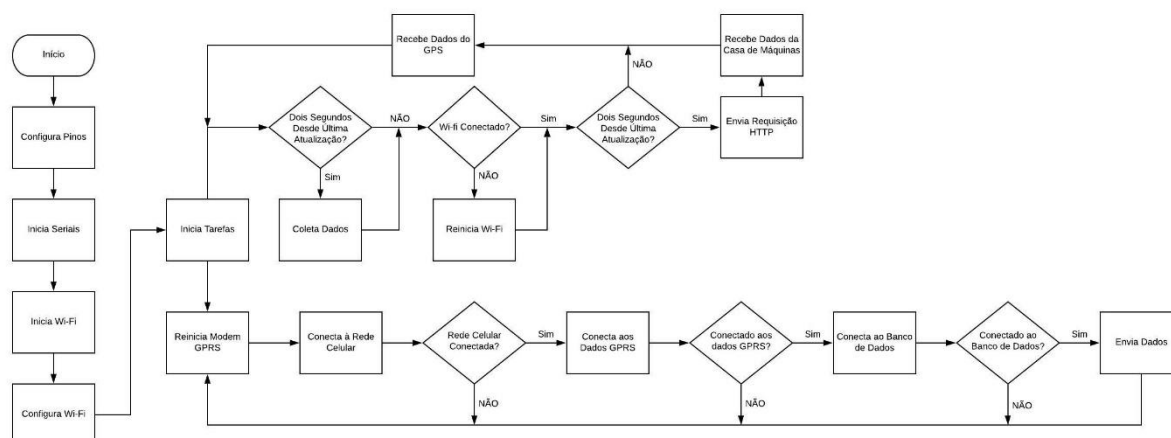 Início
Configura Pinos
Inicia Seriais
Inicia Wi-Fi
Configura Wi-Fi
Inicia Tarefas
Recebe Dados do
GPS
Recebe Dados da
Casa de Máquinas
NÃO
Dois Segundos
Desde Última
Atualização?
NÃO
Sim
Coleta Dados
Wi-fi Conectado?
Sim
NÃO
Reinicia Wi-Fi
Dois Segundos
Desde Última
Atualização?
Sim
Envia Requisição
HTTP
Reinicia Modem
GPRS
Conecta à Rede
Celular
Rede Celular
Conectada?
Sim
NÃO
Conecta aos
Dados GPRS
Conectado aos
dados GPRS?
Sim
NÃO
Conecta ao Banco
de Dados
Conectado ao
Banco de Dados?
Sim
NÃO
Envia Dados